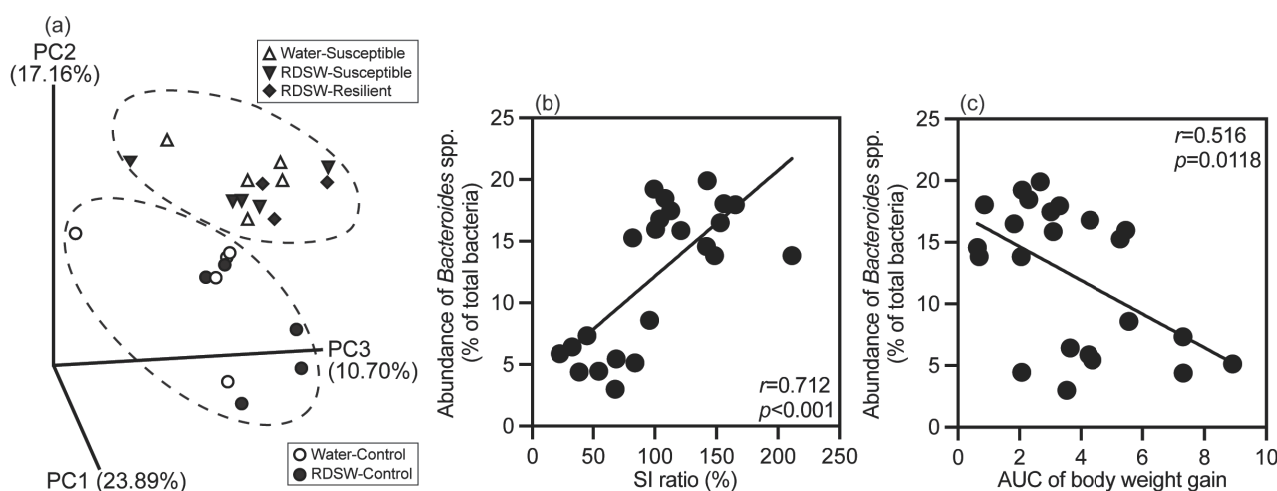 (a)
PC2
(17.16%)
Water-Susceptible
RDSW-Susceptible
RDSW-Resilient
PC3
(10.70%)
PC1 (23.89%)
Water-Control
RDSW-Control
(b)
Abundance of Bacteroides spp.
(% of total bacteria)
25
20
15
10
5
0
r=0.712
p<0.001
0 50 100 150 200 250
SI ratio (%)
(c)
Abundance of Bacteroides spp.
(% of total bacteria)
25
20
15
10
5
0
r=0.516
p=0.0118
0 2 4 6 8 10
AUC of body weight gain